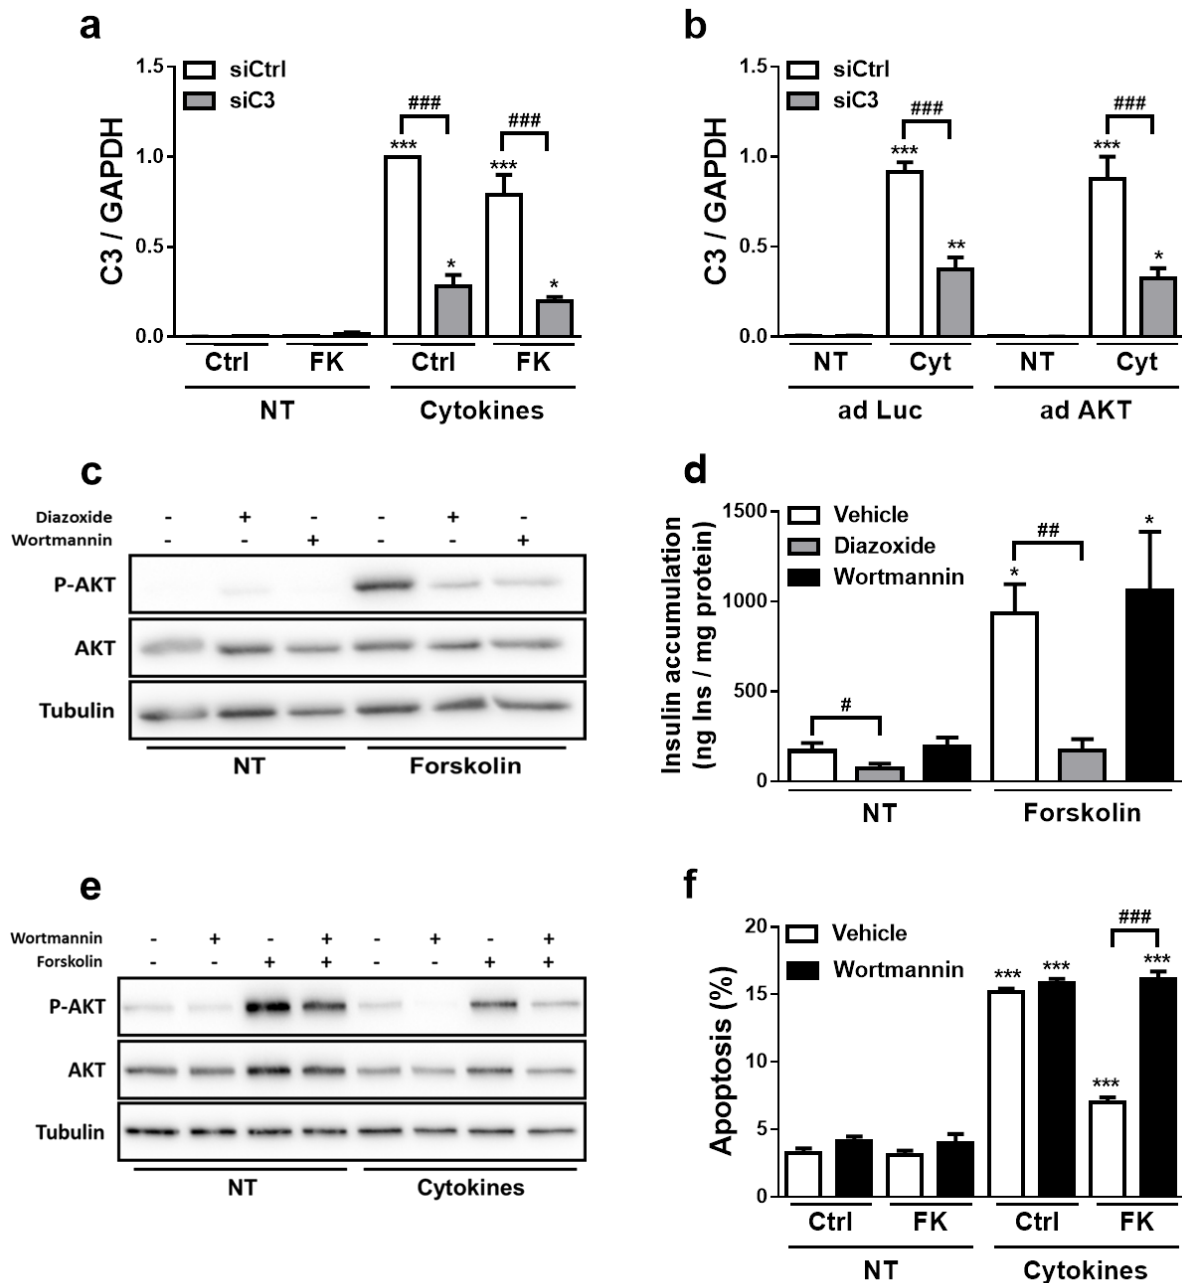 a
1.5
1.0
0.5
0.0
C3 / GAPDH
siCtrl
siC3
***
###
*
***
###
*
Ctrl FK Ctrl FK
NT Cytokines
b
1.5
1.0
0.5
0.0
C3 / GAPDH
siCtrl
siC3
***
###
**
***
###
*
NT Cyt NT Cyt
ad Luc ad AKT
c
Diazoxide - + - - + -
Wortmannin - - + - - +
P-AKT
AKT
Tubulin
NT Forskolin
d
1500
1000
500
0
Insulin accumulation
(ng Ins / mg protein)
Vehicle
Diazoxide
Wortmannin
#
*
##
*
NT Forskolin
e
Wortmannin - + - + - + - +
Forskolin - - + + - - + +
P-AKT
AKT
Tubulin
NT Cytokines
f
20
15
10
5
0
Apoptosis (%)
Vehicle
Wortmannin
***
***
***
###
***
Ctrl FK Ctrl FK
NT Cytokines